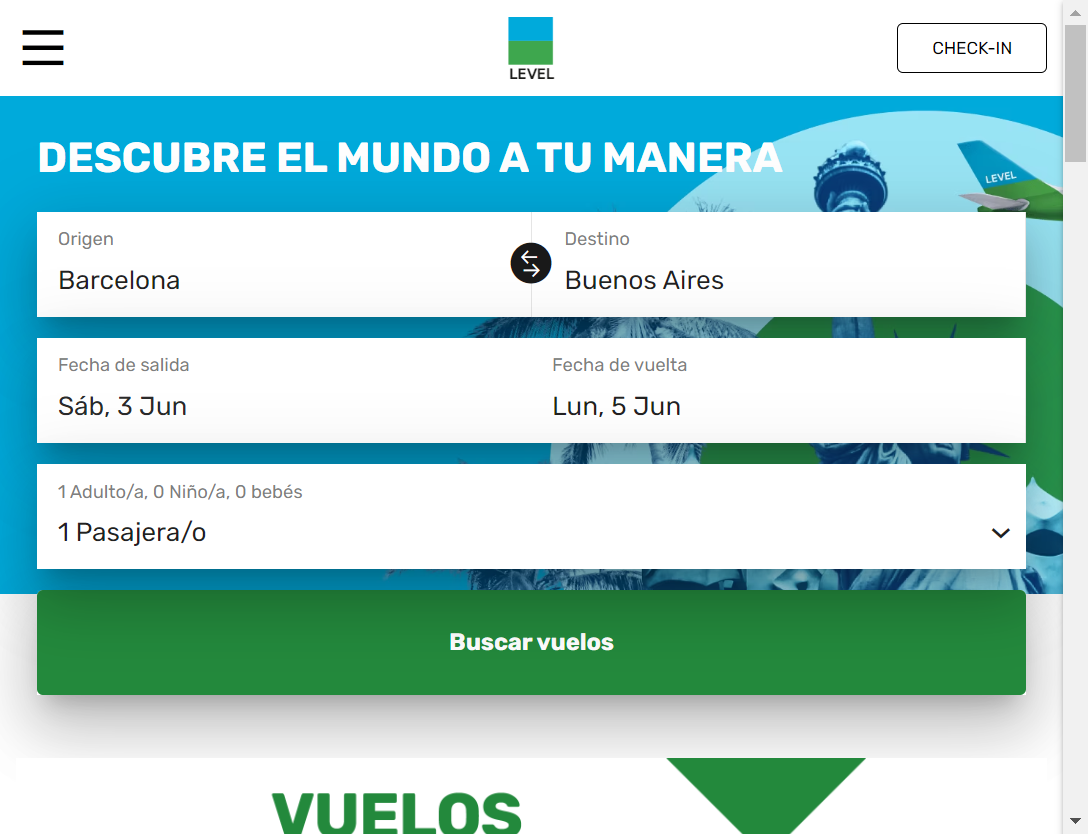 LEVEL
CHECK-IN
DESCUBRE EL MUNDO A TU MANERA
LEVEL
Origen
Destino
Barcelona
Buenos Aires
Fecha de salida
Fecha de vuelta
Sáb, 3 Jun
Lun, 5 Jun
1 Adulto/a, 0 Niño/a, 0 bebés
1 Pasajera/o
Buscar vuelos
VUELOS